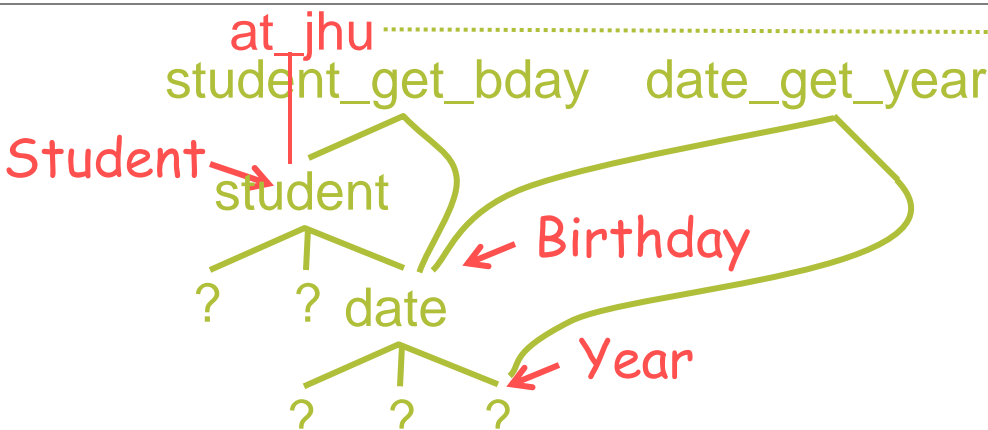 at_jhu
student_get_bday date_get_year
Student
student
Birthday
? ? date
Year
? ? ?